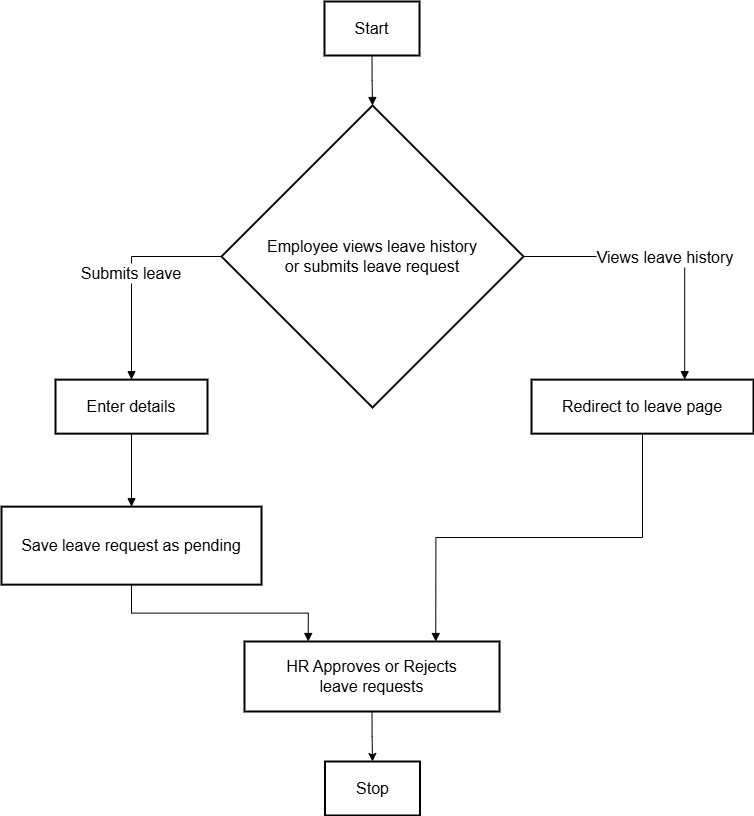 Start
Employee views leave history
or submits leave request
Submits leave
Views leave history
Enter details
Redirect to leave page
Save leave request as pending
HR Approves or Rejects
leave requests
Stop